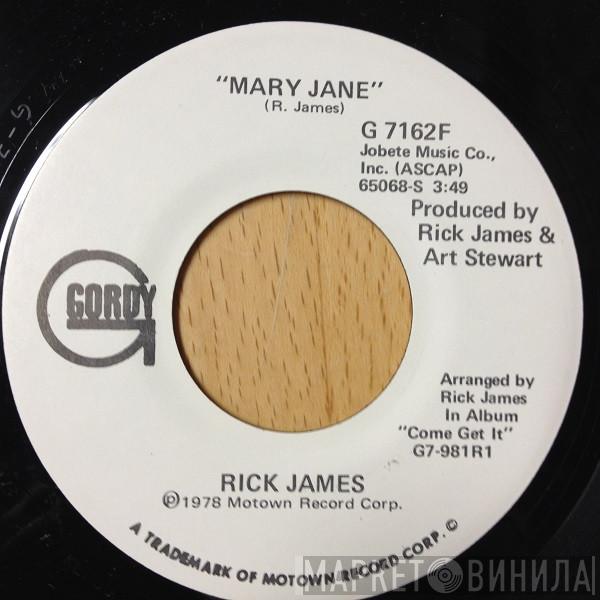 "MARY JANE"
(R. James)
G 7162F
Jobete Music Co.,
Inc. (ASCAP)
65068-S 3:49
Produced by
Rick James &
Art Stewart
GORDY
Arranged by
Rick James
In Album
"Come Get It"
G7-981R1
RICK JAMES
℗1978 Motown Record Corp.
A TRADEMARK OF MOTOWN RECORD CORP. ©
МАРКЕТ ВИНИЛА